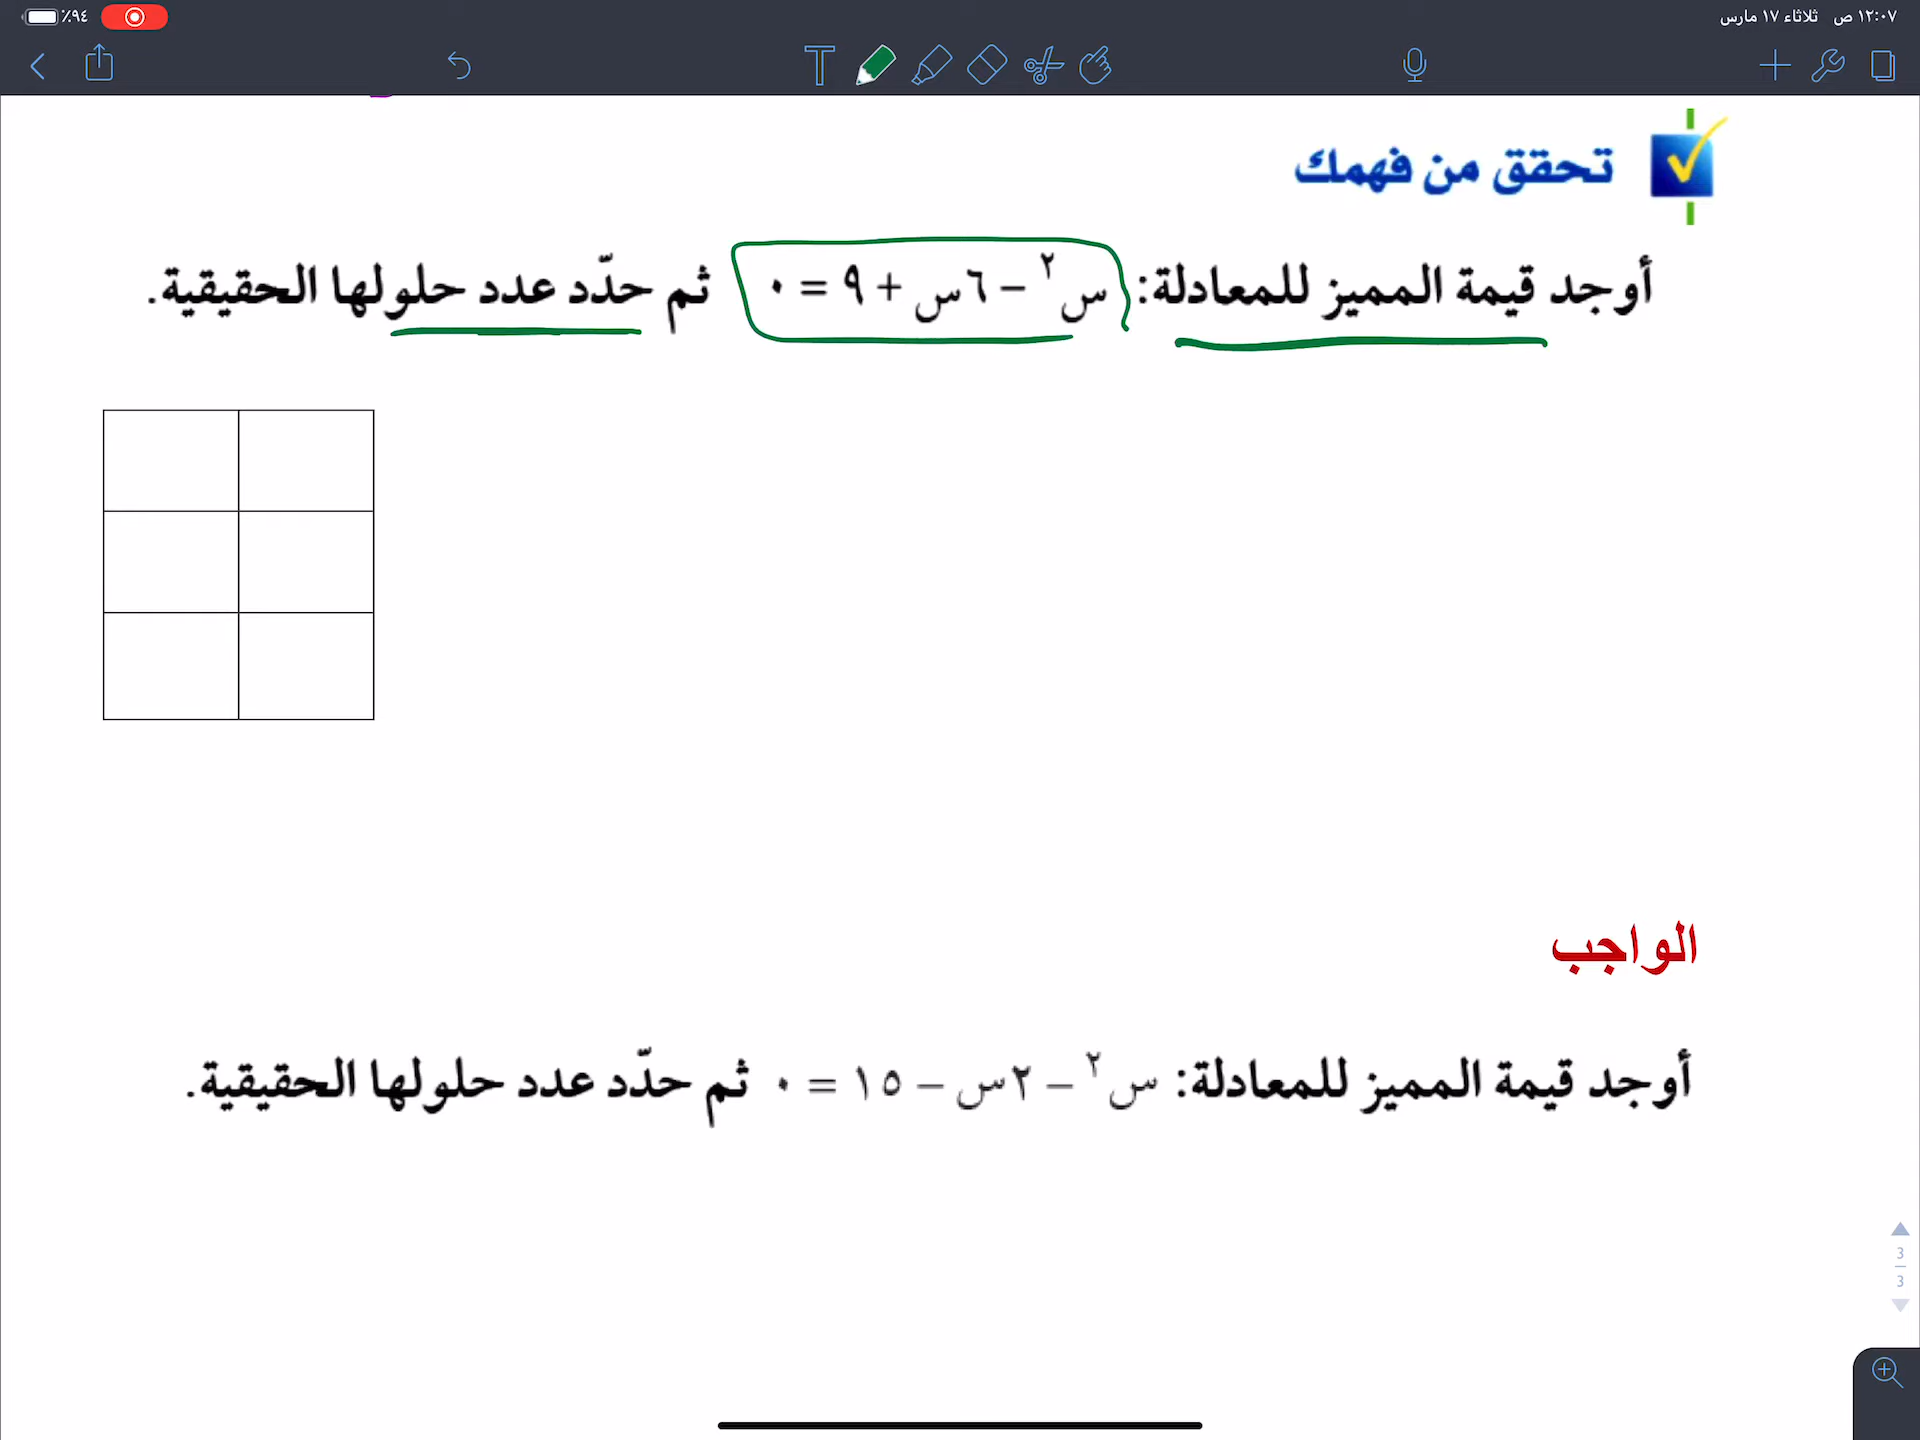 ١٢:٠٧ ص ثلاثاء ١٧ مارس
٪٩٤
T
تحقق من فهمك
أوجد قيمة المميز للمعادلة: س٢ − ٦س + ٩ = ٠ ثم حدّد عدد حلولها الحقيقية.
الواجب
أوجد قيمة المميز للمعادلة: س٢ − ٢س − ١٥ = ٠ ثم حدّد عدد حلولها الحقيقية.
3
3